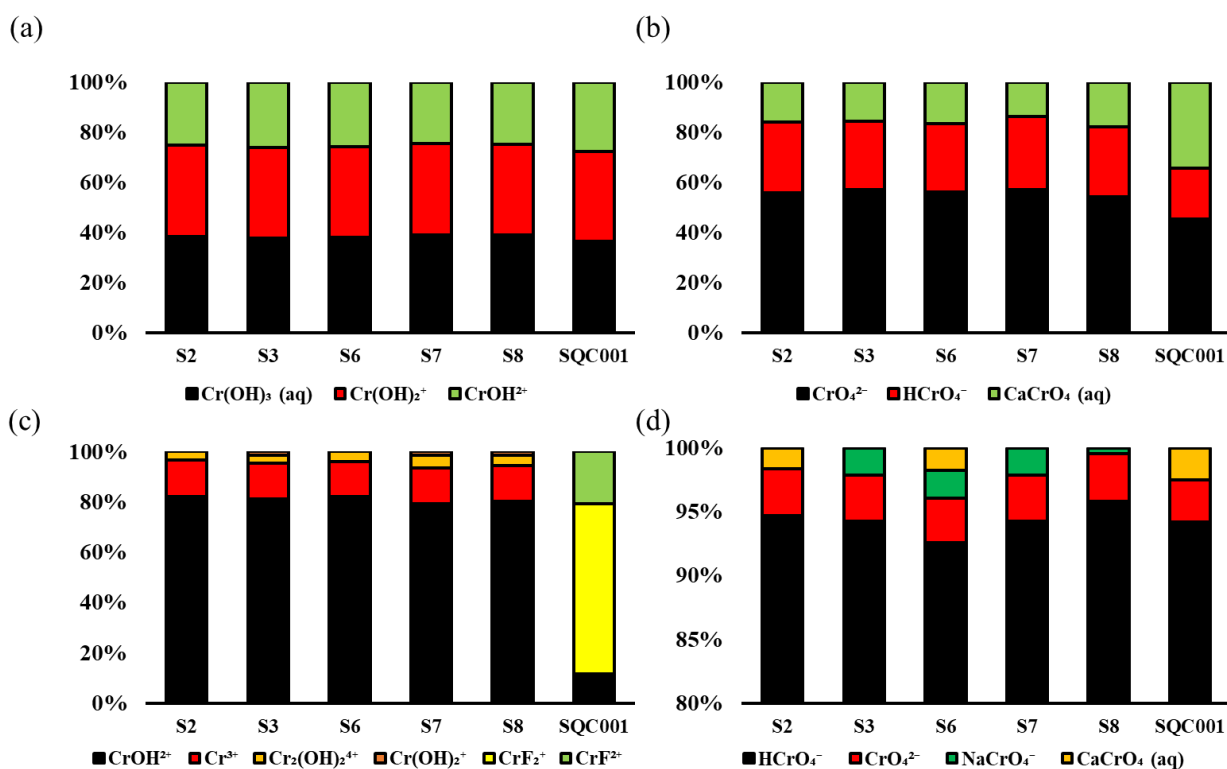 (a)
100%
80%
60%
40%
20%
0%
S2 S3 S6 S7 S8 SQC001
Cr(OH)₃ (aq) Cr(OH)₂⁺ CrOH²⁺
(b)
100%
80%
60%
40%
20%
0%
S2 S3 S6 S7 S8 SQC001
CrO₄²⁻ HCrO₄⁻ CaCrO₄ (aq)
(c)
100%
80%
60%
40%
20%
0%
S2 S3 S6 S7 S8 SQC001
CrOH²⁺ Cr³⁺ Cr₂(OH)₂⁴⁺ Cr(OH)₂⁺ CrF₂⁺ CrF²⁺
(d)
100%
95%
90%
85%
80%
S2 S3 S6 S7 S8 SQC001
HCrO₄⁻ CrO₄²⁻ NaCrO₄⁻ CaCrO₄ (aq)